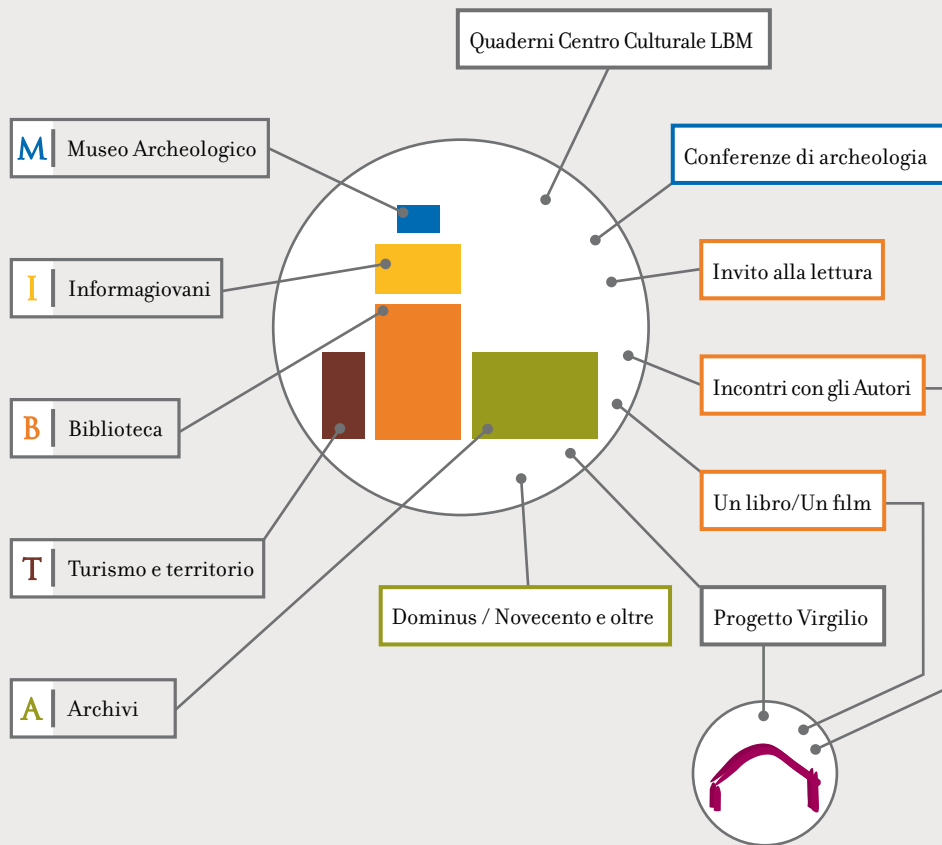 Quaderni Centro Culturale LBM
M Museo Archeologico
Conferenze di archeologia
I Informagiovani
Invito alla lettura
Incontri con gli Autori
B Biblioteca
Un libro/Un film
T Turismo e territorio
Dominus / Novecento e oltre
Progetto Virgilio
A Archivi